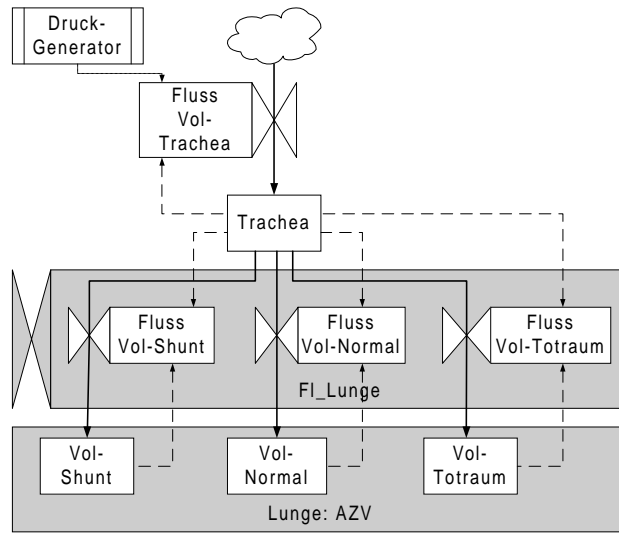 Druck-
Generator
Fluss
Vol-
Trachea
Trachea
Fluss
Vol-Shunt
Fluss
Vol-Normal
Fluss
Vol-Totraum
Fl_Lunge
Vol-
Shunt
Vol-
Normal
Vol-
Totraum
Lunge: AZV